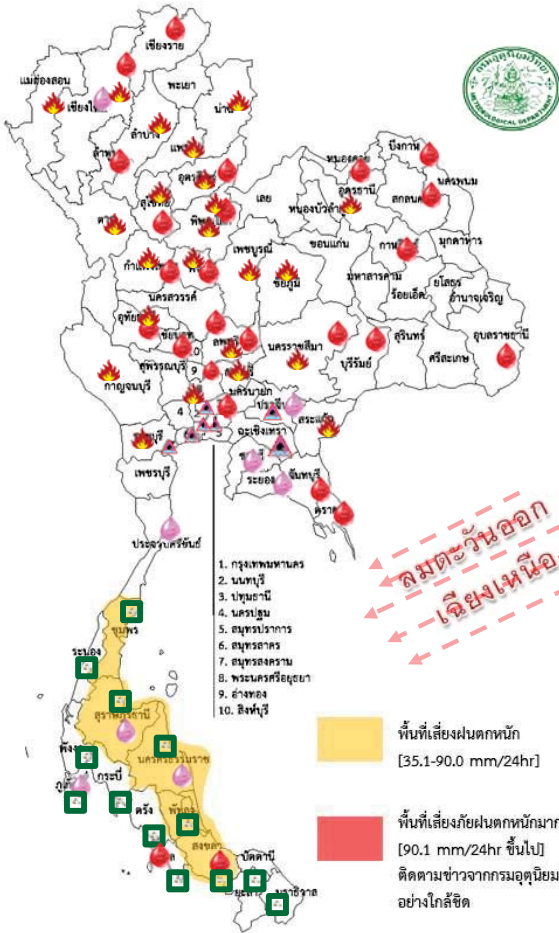 เชียงราย
แม่ฮ่องสอน
พะเยา
น่าน
กรมอุตุนิยมวิทยา
METEOROLOGICAL DEPARTMENT
บึงกาฬ
นครพนม
เลย
อุดรธานี
หนองบัวลำภู
ขอนแก่น
มุกดาหาร
เพชรบูรณ์
ชัยภูมิ
มหาสารคาม
ยโสธร
ร้อยเอ็ด
อำนาจเจริญ
นครสวรรค์
อุบลราชธานี
สุรินทร์
นครราชสีมา
บุรีรัมย์
ศรีสะเกษ
สุพรรณบุรี
10
9
กาญจนบุรี
นครนายก
4
ฉะเชิงเทรา
5
เพชรบุรี
ระยอง
จันทบุรี
ประจวบคีรีขันธ์
ลมตะวันออก
เฉียงเหนือ
1. กรุงเทพมหานคร
2. นนทบุรี
3. ปทุมธานี
4. นครปฐม
5. สมุทรปราการ
6. สมุทรสาคร
7. สมุทรสงคราม
8. พระนครศรีอยุธยา
9. อ่างทอง
10. สิงห์บุรี
ชุมพร
ระนอง
สุราษฎร์ธานี
นครศรีธรรมราช
กระบี่
ตรัง
พัทลุง
สงขลา
ปัตตานี
นราธิวาส
พื้นที่เสี่ยงฝนตกหนัก
[35.1-90.0 mm/24hr]
พื้นที่เสี่ยงภัยฝนตกหนักมาก
[90.1 mm/24hr ขึ้นไป]
ติดตามข่าวจากกรมอุตุนิยม
อย่างใกล้ชิด